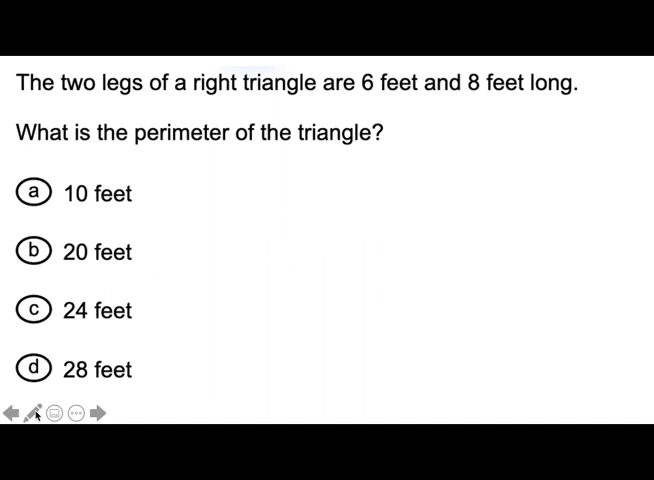 The two legs of a right triangle are 6 feet and 8 feet long.
What is the perimeter of the triangle?
a 10 feet
b 20 feet
c 24 feet
d 28 feet